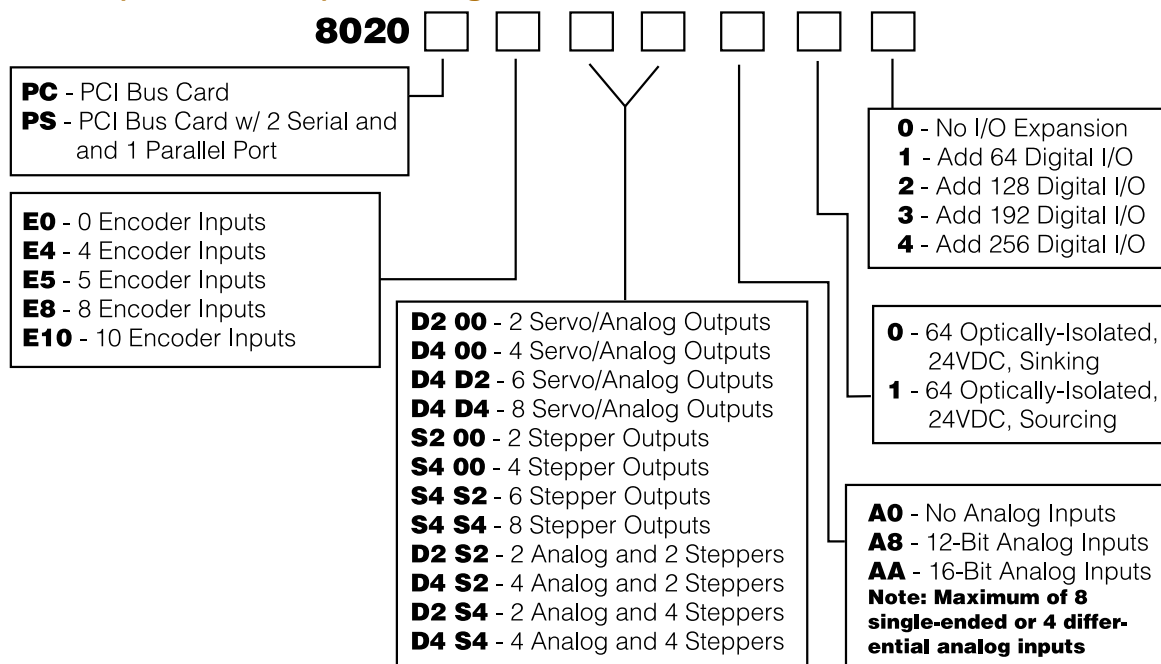 8020
PC - PCI Bus Card
PS - PCI Bus Card w/ 2 Serial and
and 1 Parallel Port
E0 - 0 Encoder Inputs
E4 - 4 Encoder Inputs
E5 - 5 Encoder Inputs
E8 - 8 Encoder Inputs
E10 - 10 Encoder Inputs
D2 00 - 2 Servo/Analog Outputs
D4 00 - 4 Servo/Analog Outputs
D4 D2 - 6 Servo/Analog Outputs
D4 D4 - 8 Servo/Analog Outputs
S2 00 - 2 Stepper Outputs
S4 00 - 4 Stepper Outputs
S4 S2 - 6 Stepper Outputs
S4 S4 - 8 Stepper Outputs
D2 S2 - 2 Analog and 2 Steppers
D4 S2 - 4 Analog and 2 Steppers
D2 S4 - 2 Analog and 4 Steppers
D4 S4 - 4 Analog and 4 Steppers
0 - No I/O Expansion
1 - Add 64 Digital I/O
2 - Add 128 Digital I/O
3 - Add 192 Digital I/O
4 - Add 256 Digital I/O
0 - 64 Optically-Isolated,
24VDC, Sinking
1 - 64 Optically-Isolated,
24VDC, Sourcing
A0 - No Analog Inputs
A8 - 12-Bit Analog Inputs
AA - 16-Bit Analog Inputs
Note: Maximum of 8
single-ended or 4 differ-
ential analog inputs